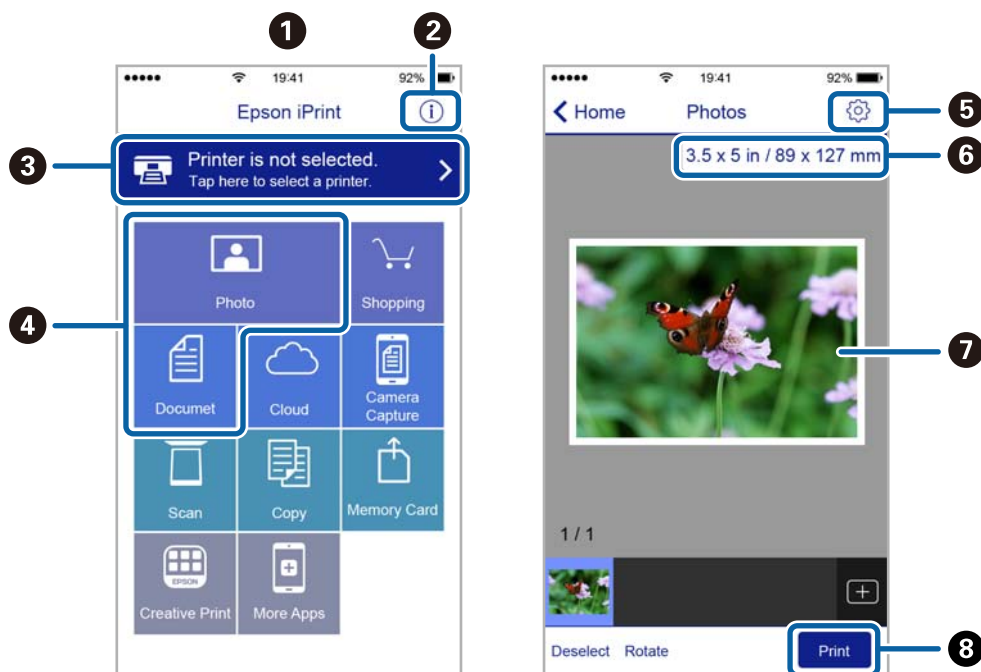 1
2
19:41
92%
Epson iPrint
3
Printer is not selected.
Tap here to select a printer.
4
Photo
Shopping
Documet
Cloud
Camera
Capture
Scan
Copy
Memory Card
EPSON
Creative Print
More Apps
19:41
92%
Home
Photos
5
3.5 x 5 in / 89 x 127 mm
6
7
1 / 1
Deselect
Rotate
Print
8